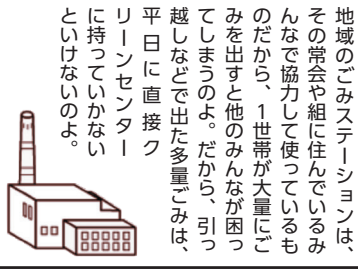 地域のごみステーションは、
その常会や組に住んでいるみ
んなで協力して使っているも
のだから、1世帯が大量にご
みを出すと他のみんなが困っ
てしまうのよ。だから、引っ
越しなどで出た多量ごみは、
平日に直接ク
リーンセンター
に持っていかない
といけないのよ。